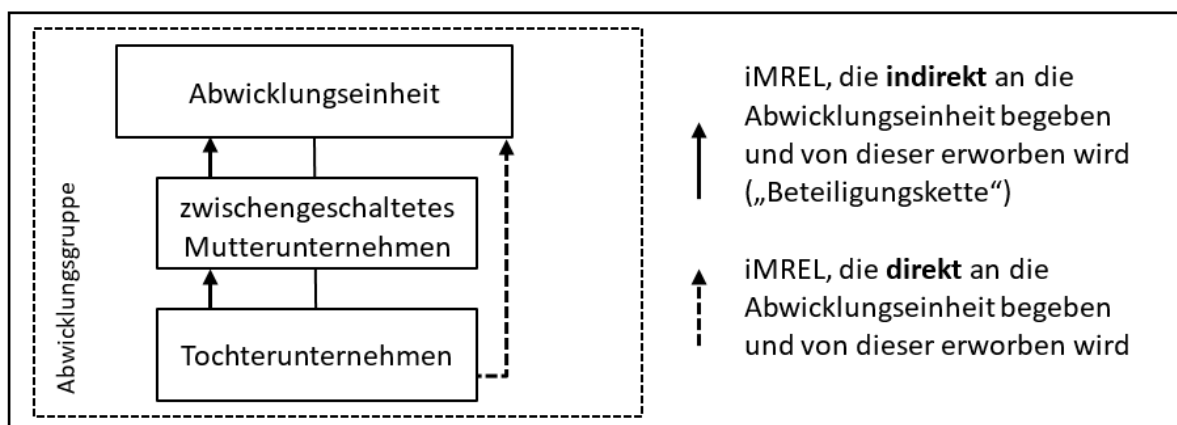 Abwicklungsgruppe
Abwicklungseinheit
zwischengeschaltetes
Mutterunternehmen
Tochterunternehmen
iMREL, die indirekt an die
Abwicklungseinheit begeben
und von dieser erworben wird
(„Beteiligungskette“)
iMREL, die direkt an die
Abwicklungseinheit begeben
und von dieser erworben wird